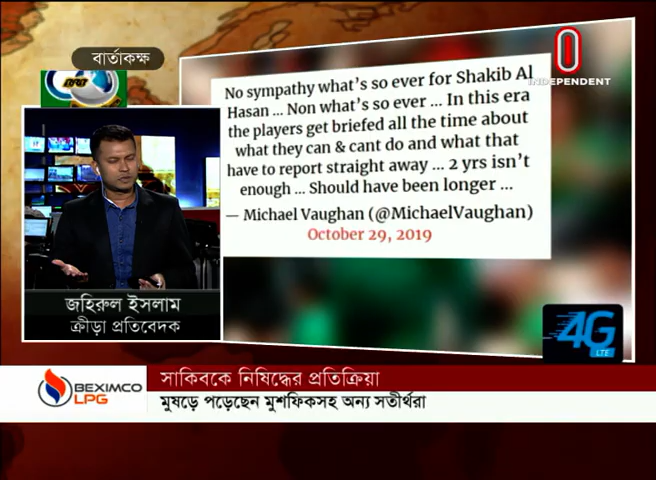 বার্তাকক্ষ
INDEPENDENT
No sympathy what's so ever for Shakib Al
Hasan ... Non what's so ever ... In this era
the players get briefed all the time about
what they can & cant do and what that
have to report straight away ... 2 yrs isn't
enough ... Should have been longer ...
— Michael Vaughan (@MichaelVaughan)
October 29, 2019
জহিরুল ইসলাম
ক্রীড়া প্রতিবেদক
4G
LTE
BEXIMCO
LPG
সাকিবকে নিষিদ্ধের প্রতিক্রিয়া
মুষড়ে পড়েছেন মুশফিকসহ অন্য সতীর্থরা